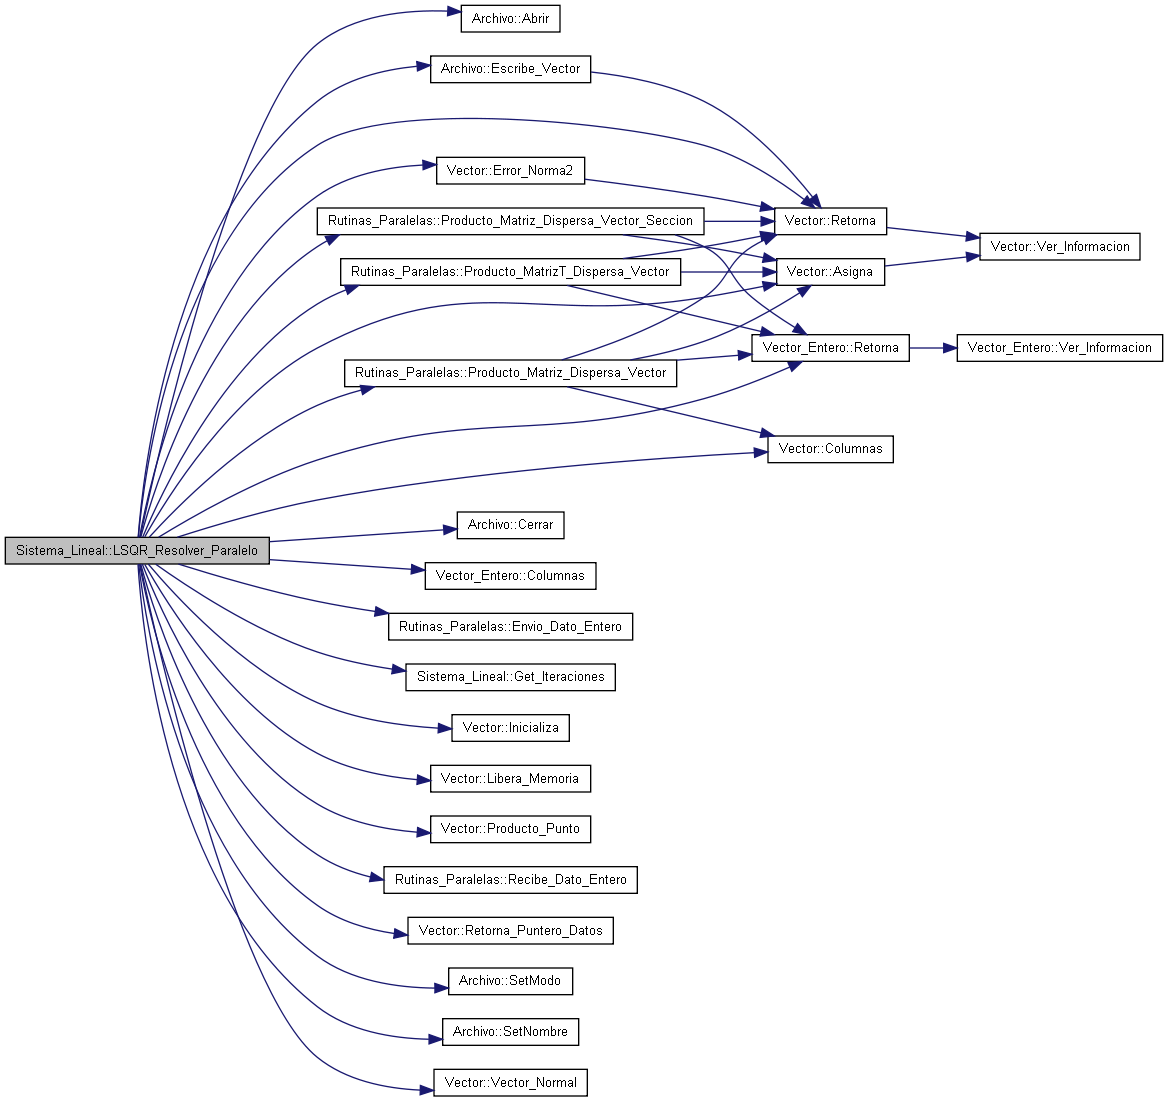 Archivo::Abrir
Archivo::Escribe_Vector
Vector::Error_Norma2
Rutinas_Paralelas::Producto_Matriz_Dispersa_Vector_Seccion
Vector::Retorna
Vector::Ver_Informacion
Rutinas_Paralelas::Producto_MatrizT_Dispersa_Vector
Vector::Asigna
Vector_Entero::Retorna
Vector_Entero::Ver_Informacion
Rutinas_Paralelas::Producto_Matriz_Dispersa_Vector
Vector::Columnas
Archivo::Cerrar
Sistema_Lineal::LSQR_Resolver_Paralelo
Vector_Entero::Columnas
Rutinas_Paralelas::Envio_Dato_Entero
Sistema_Lineal::Get_Iteraciones
Vector::Inicializa
Vector::Libera_Memoria
Vector::Producto_Punto
Rutinas_Paralelas::Recibe_Dato_Entero
Vector::Retorna_Puntero_Datos
Archivo::SetModo
Archivo::SetNombre
Vector::Vector_Normal